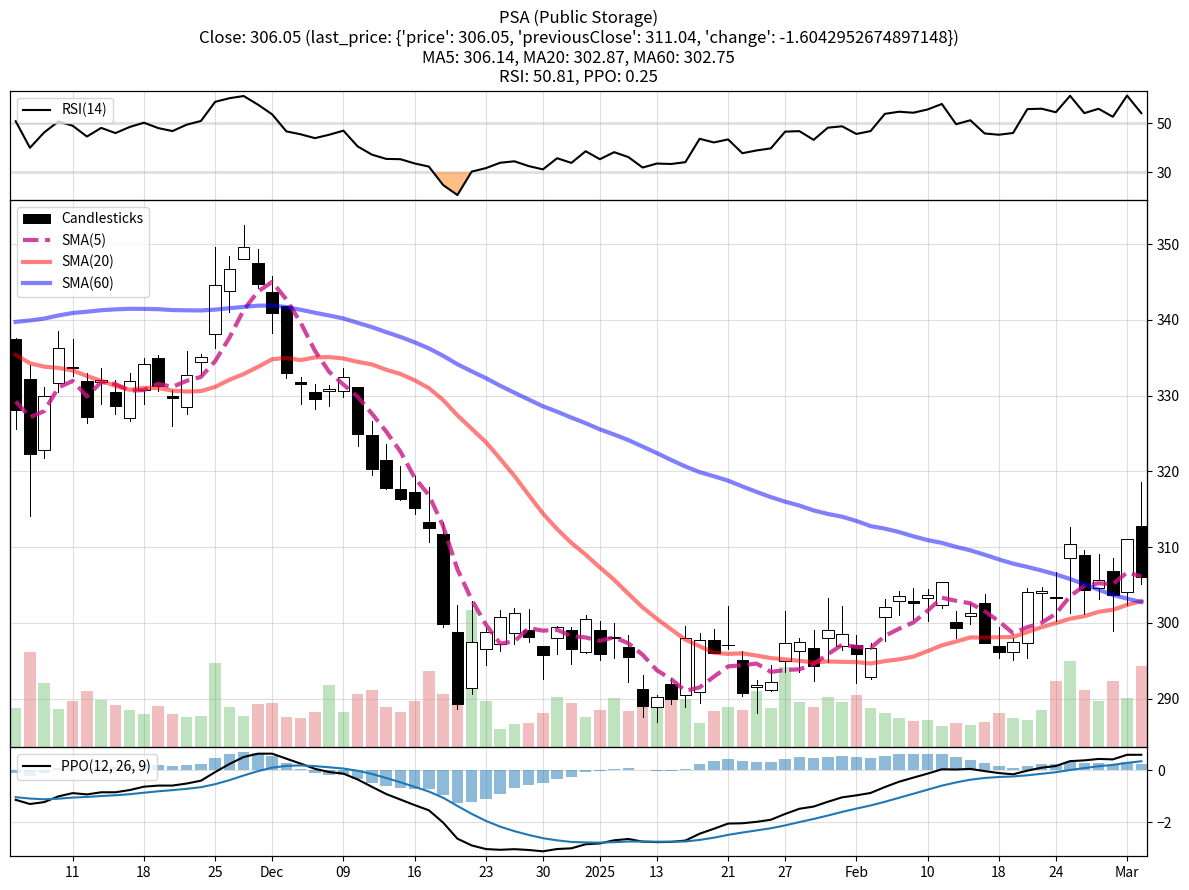 PSA (Public Storage)
Close: 306.05 (last_price: {'price': 306.05, 'previousClose': 311.04, 'change': -1.6042952674897148})
MA5: 306.14, MA20: 302.87, MA60: 302.75
RSI: 50.81, PPO: 0.25
RSI(14)
50
30
Candlesticks
SMA(5)
SMA(20)
SMA(60)
350
340
330
320
310
300
290
PPO(12, 26, 9)
0
−2
11 18 25 Dec 09 16 23 30 2025 13 21 27 Feb 10 18 24 Mar